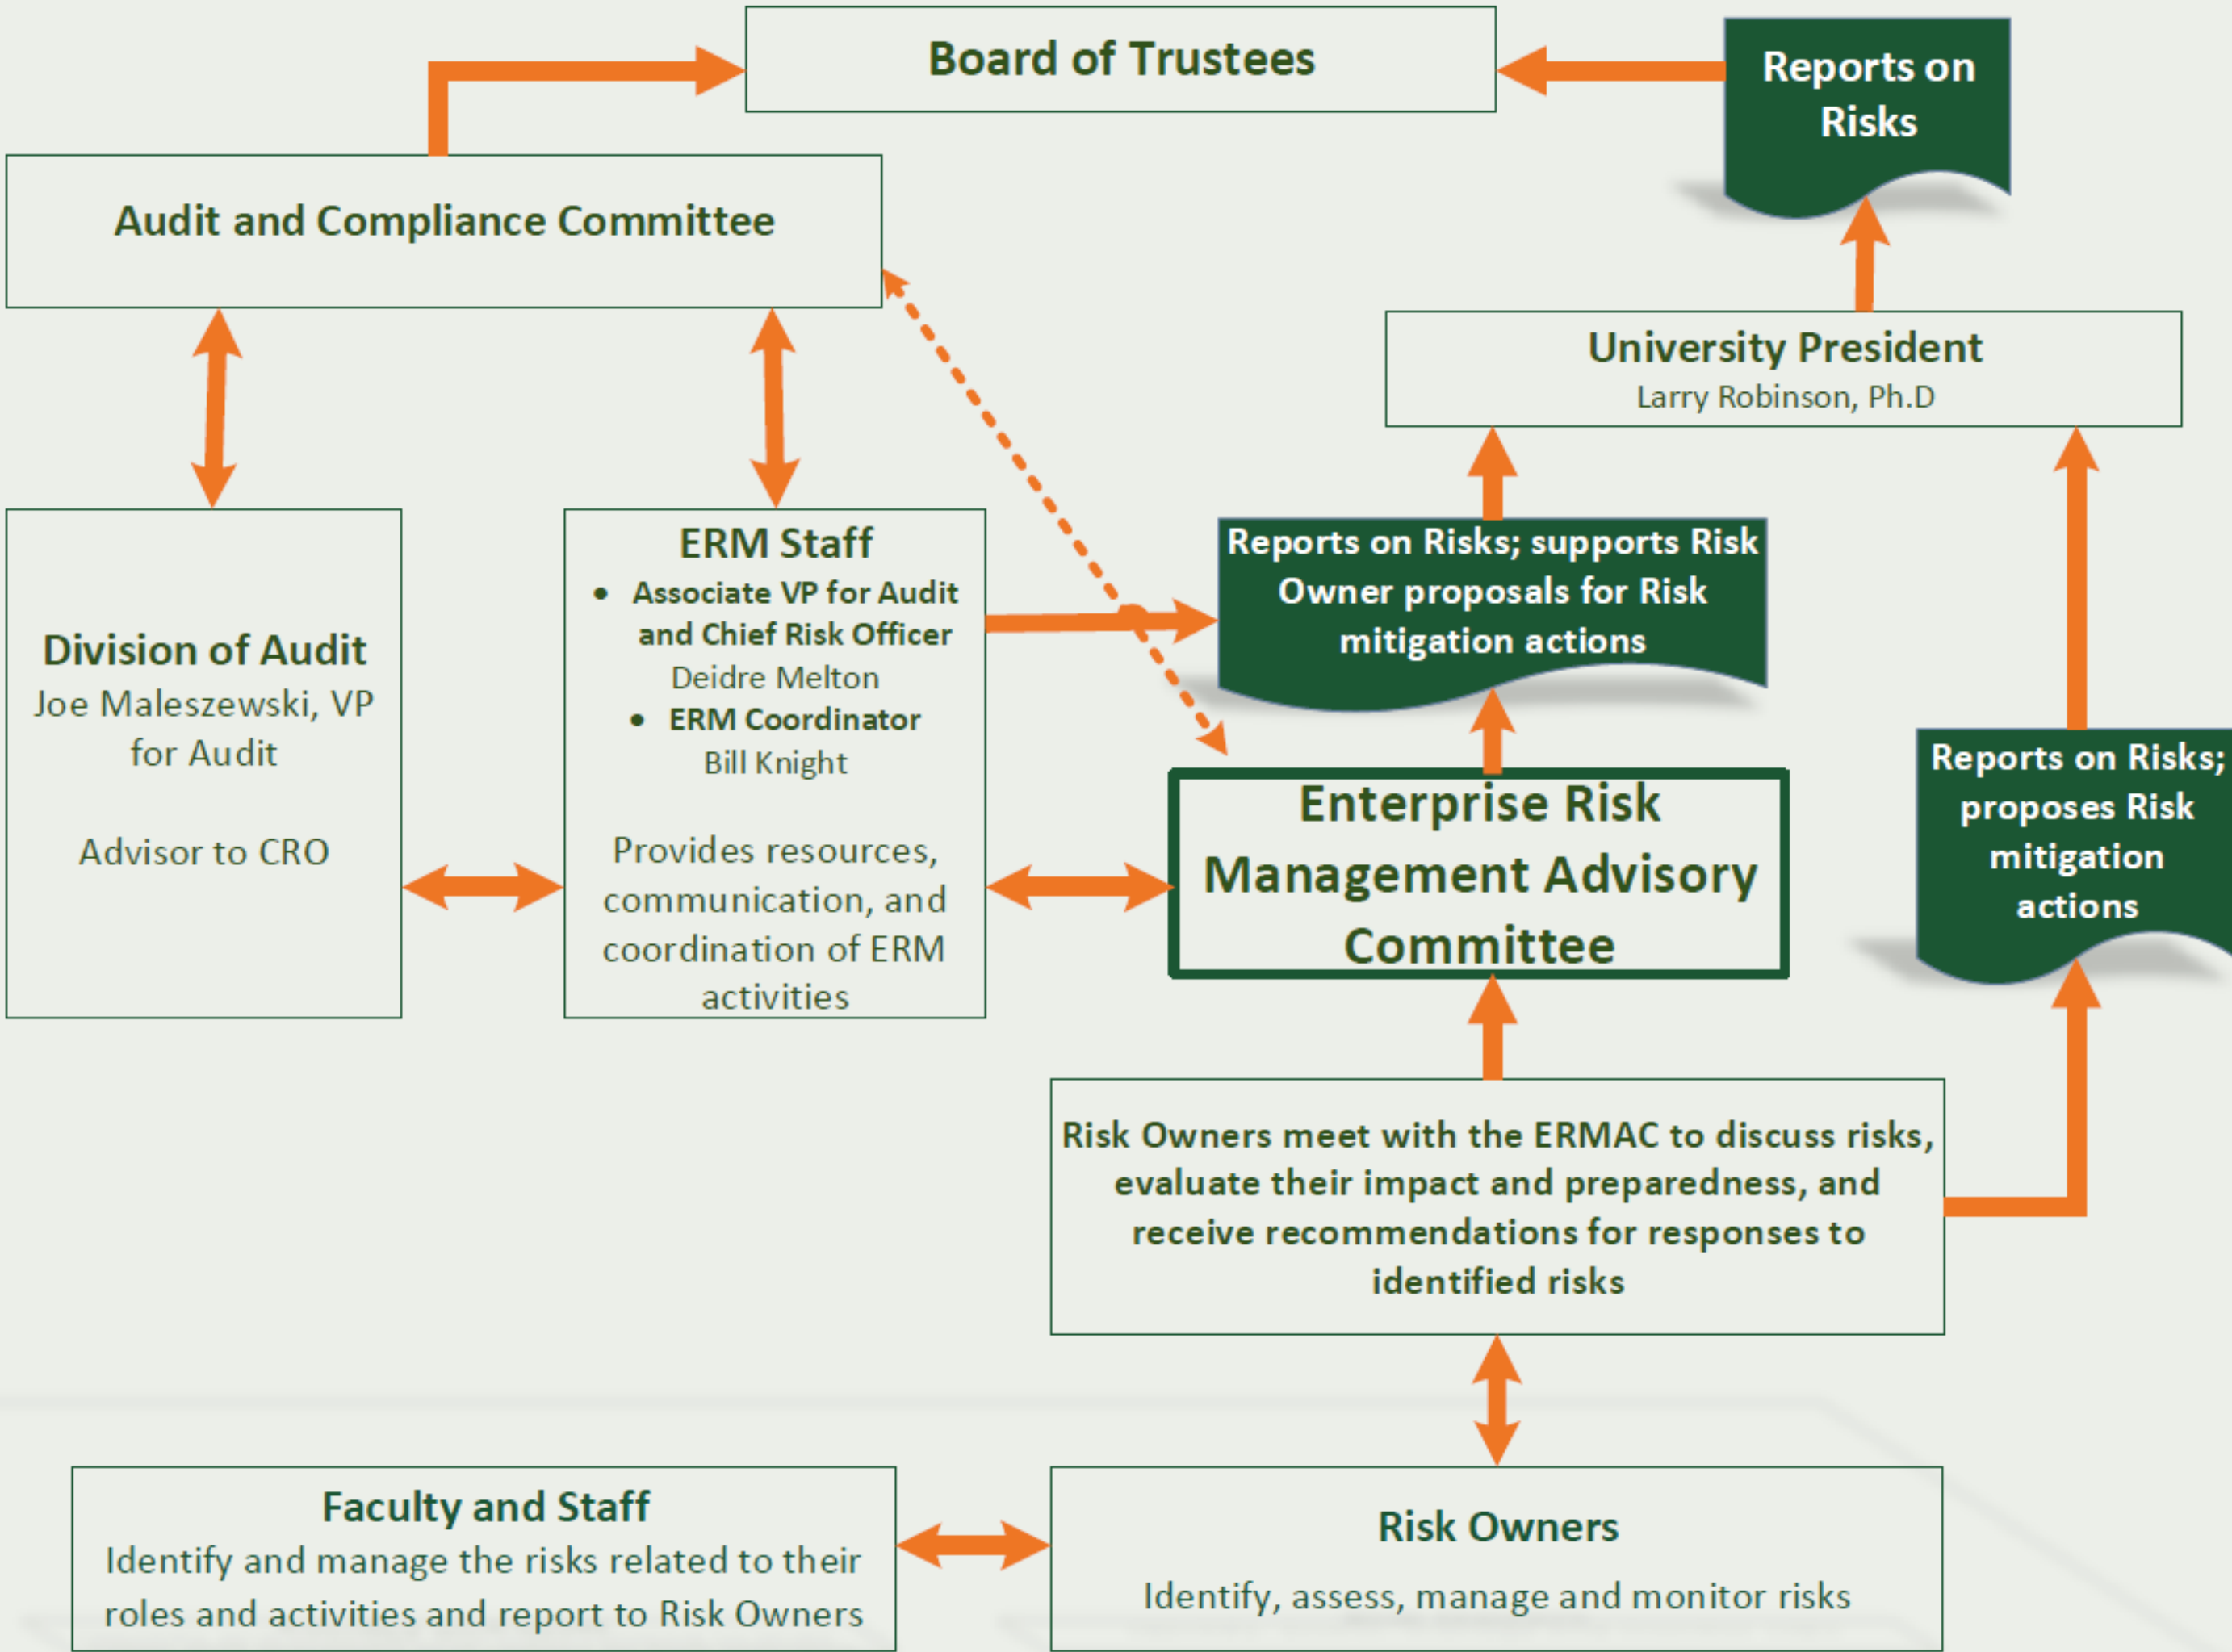 Board of Trustees
Reports on
Risks
Audit and Compliance Committee
University President
Larry Robinson, Ph.D
Division of Audit
Joe Maleszewski, VP
for Audit
Advisor to CRO
ERM Staff
• Associate VP for Audit
and Chief Risk Officer
Deidre Melton
• ERM Coordinator
Bill Knight
Provides resources,
communication, and
coordination of ERM
activities
Reports on Risks; supports Risk
Owner proposals for Risk
mitigation actions
Enterprise Risk
Management Advisory
Committee
Reports on Risks;
proposes Risk
mitigation
actions
Risk Owners meet with the ERMAC to discuss risks,
evaluate their impact and preparedness, and
receive recommendations for responses to
identified risks
Faculty and Staff
Identify and manage the risks related to their
roles and activities and report to Risk Owners
Risk Owners
Identify, assess, manage and monitor risks